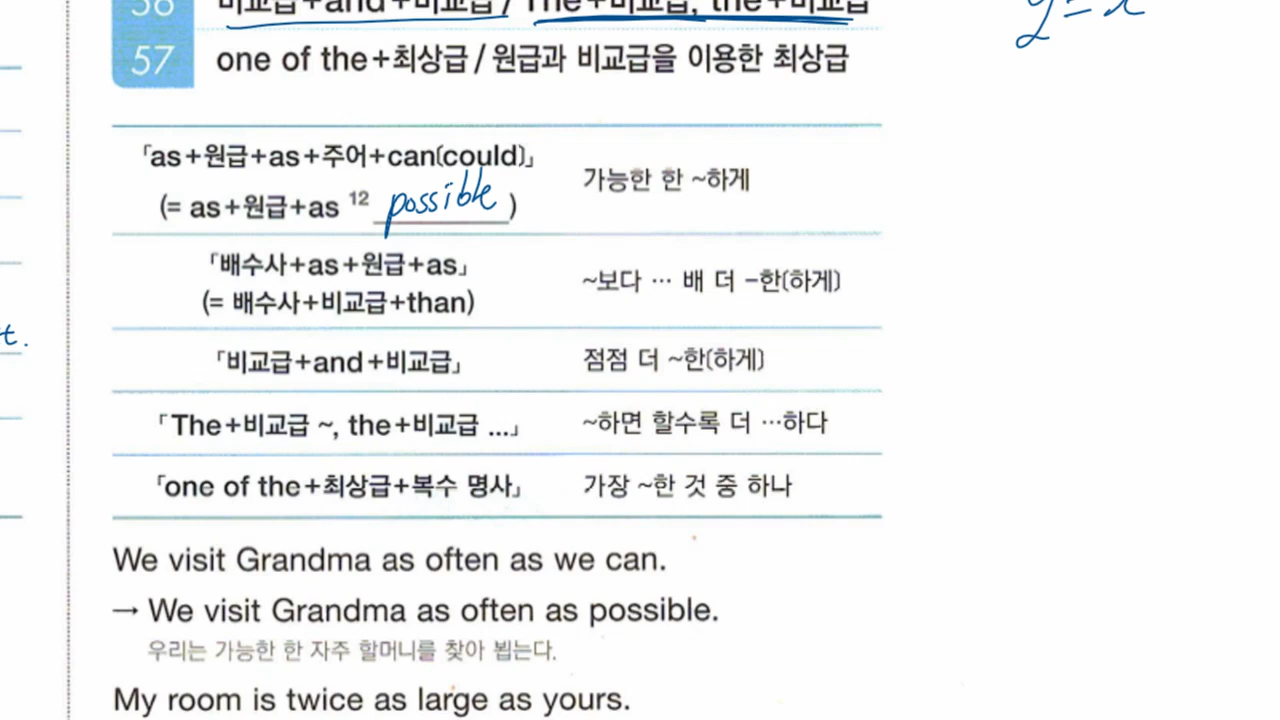 56 비교급+and+비교급 / The+비교급, the+비교급
y=x
57 one of the+최상급 / 원급과 비교급을 이용한 최상급
「as+원급+as+주어+can(could)」
(= as+원급+as ¹² possible )
가능한 한 ~하게
「배수사+as+원급+as」
(= 배수사+비교급+than)
~보다 … 배 더 –한(하게)
t.
「비교급+and+비교급」 점점 더 ~한(하게)
「The+비교급 ~, the+비교급 ...」 ~하면 할수록 더 …하다
「one of the+최상급+복수 명사」 가장 ~한 것 중 하나
We visit Grandma as often as we can.
→ We visit Grandma as often as possible.
우리는 가능한 한 자주 할머니를 찾아 뵙는다.
My room is twice as large as yours.